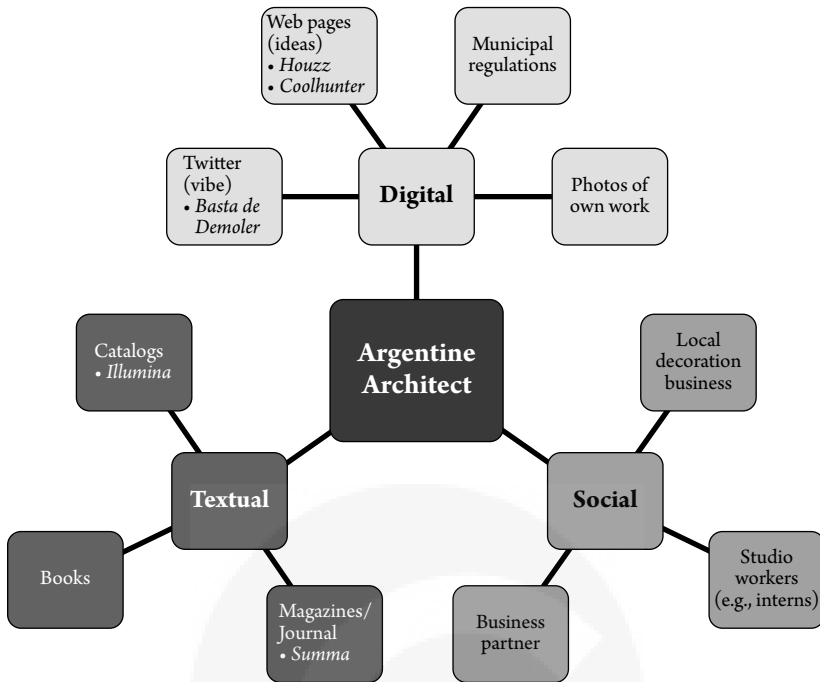 Web pages
(ideas)
• Houzz
• Coolhunter
Municipal
regulations
Twitter
(vibe)
• Basta de
Demoler
Digital
Photos of
own work
Argentine
Architect
Catalogs
• Illumina
Local
decoration
business
Textual
Social
Books
Magazines/
Journal
• Summa
Business
partner
Studio
workers
(e.g., interns)